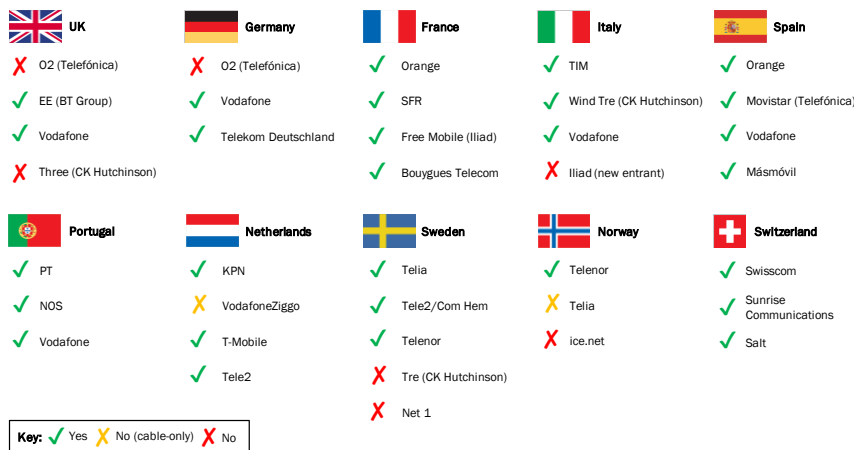 UK
O2 (Telefónica)
EE (BT Group)
Vodafone
Three (CK Hutchinson)
Germany
O2 (Telefónica)
Vodafone
Telekom Deutschland
France
Orange
SFR
Free Mobile (Iliad)
Bouygues Telecom
Italy
TIM
Wind Tre (CK Hutchinson)
Vodafone
Iliad (new entrant)
Spain
Orange
Movistar (Telefónica)
Vodafone
Másmóvil
Portugal
PT
NOS
Vodafone
Netherlands
KPN
VodafoneZiggo
T-Mobile
Tele2
Sweden
Telia
Tele2/Com Hem
Telenor
Tre (CK Hutchinson)
Net 1
Norway
Telenor
Telia
ice.net
Switzerland
Swisscom
Sunrise
Communications
Salt
Key: Yes No (cable-only) No